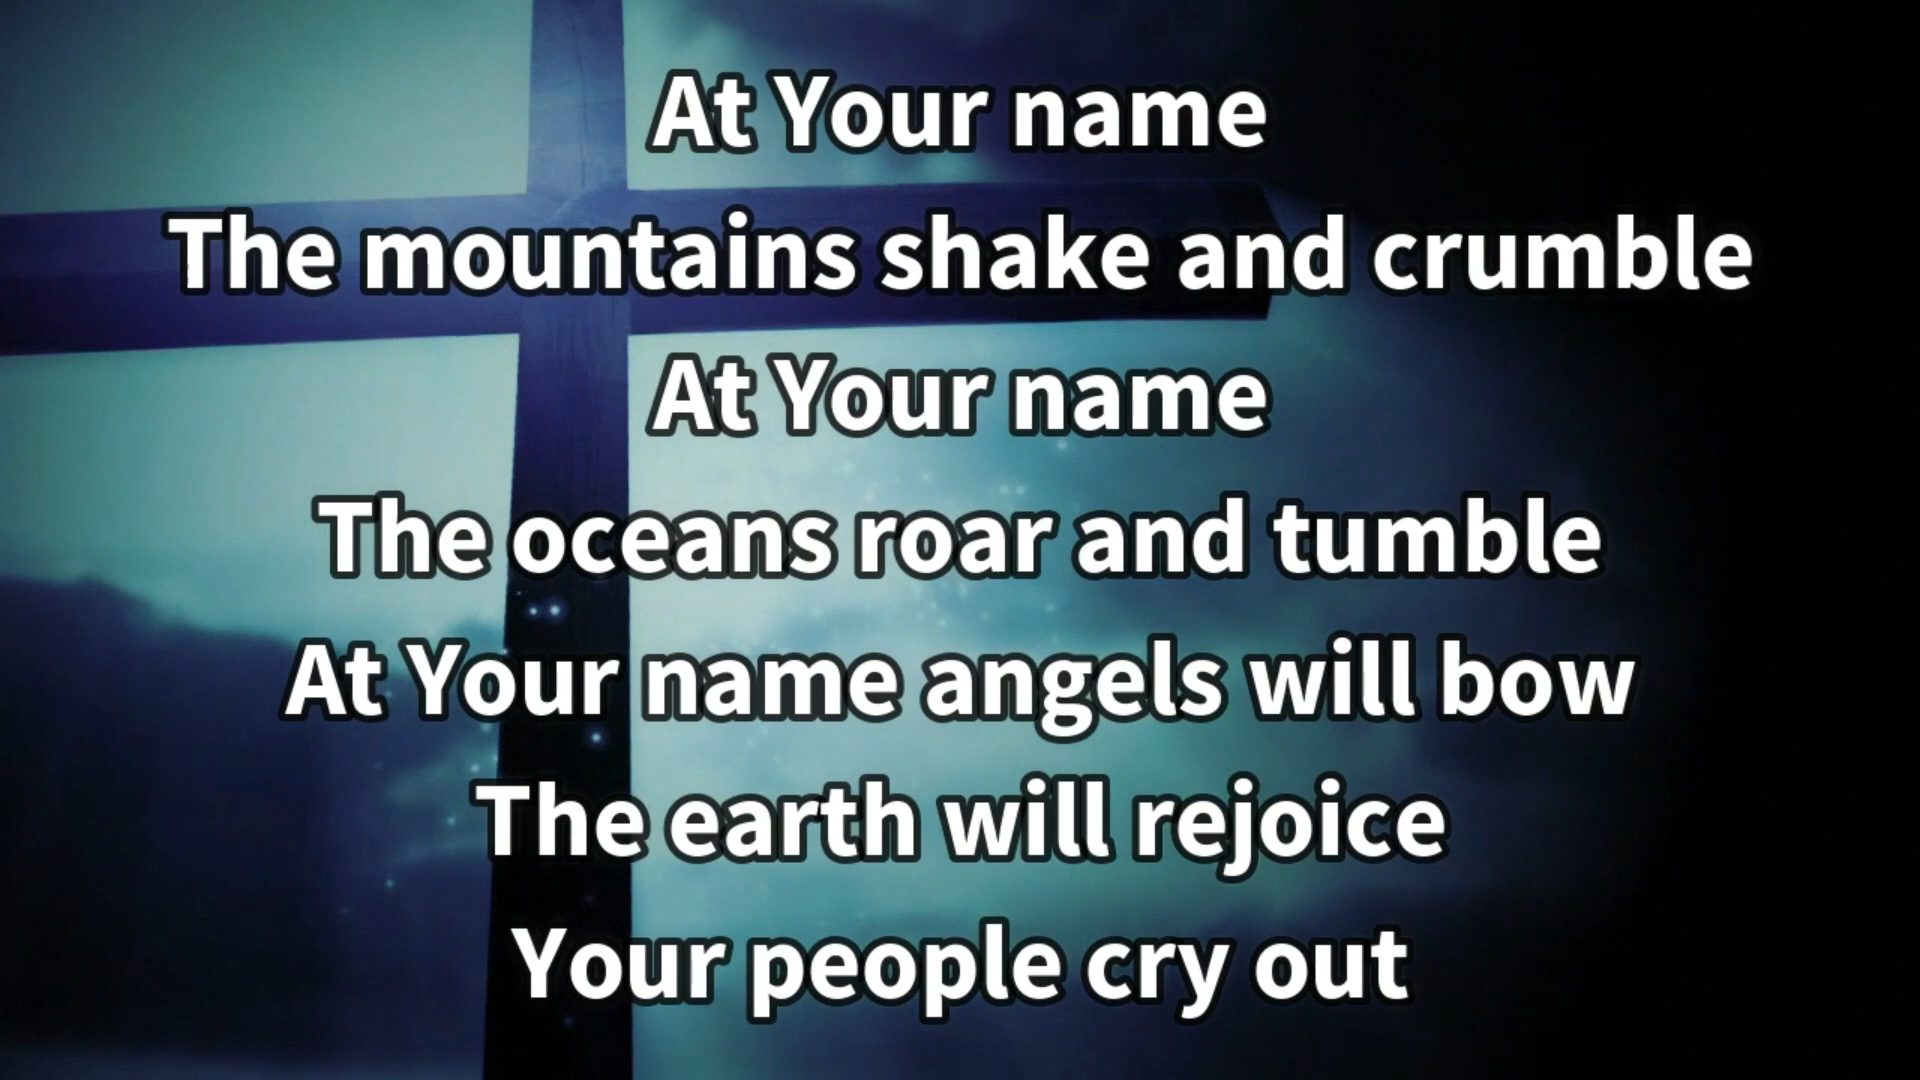 At Your name
The mountains shake and crumble
At Your name
The oceans roar and tumble
At Your name angels will bow
The earth will rejoice
Your people cry out